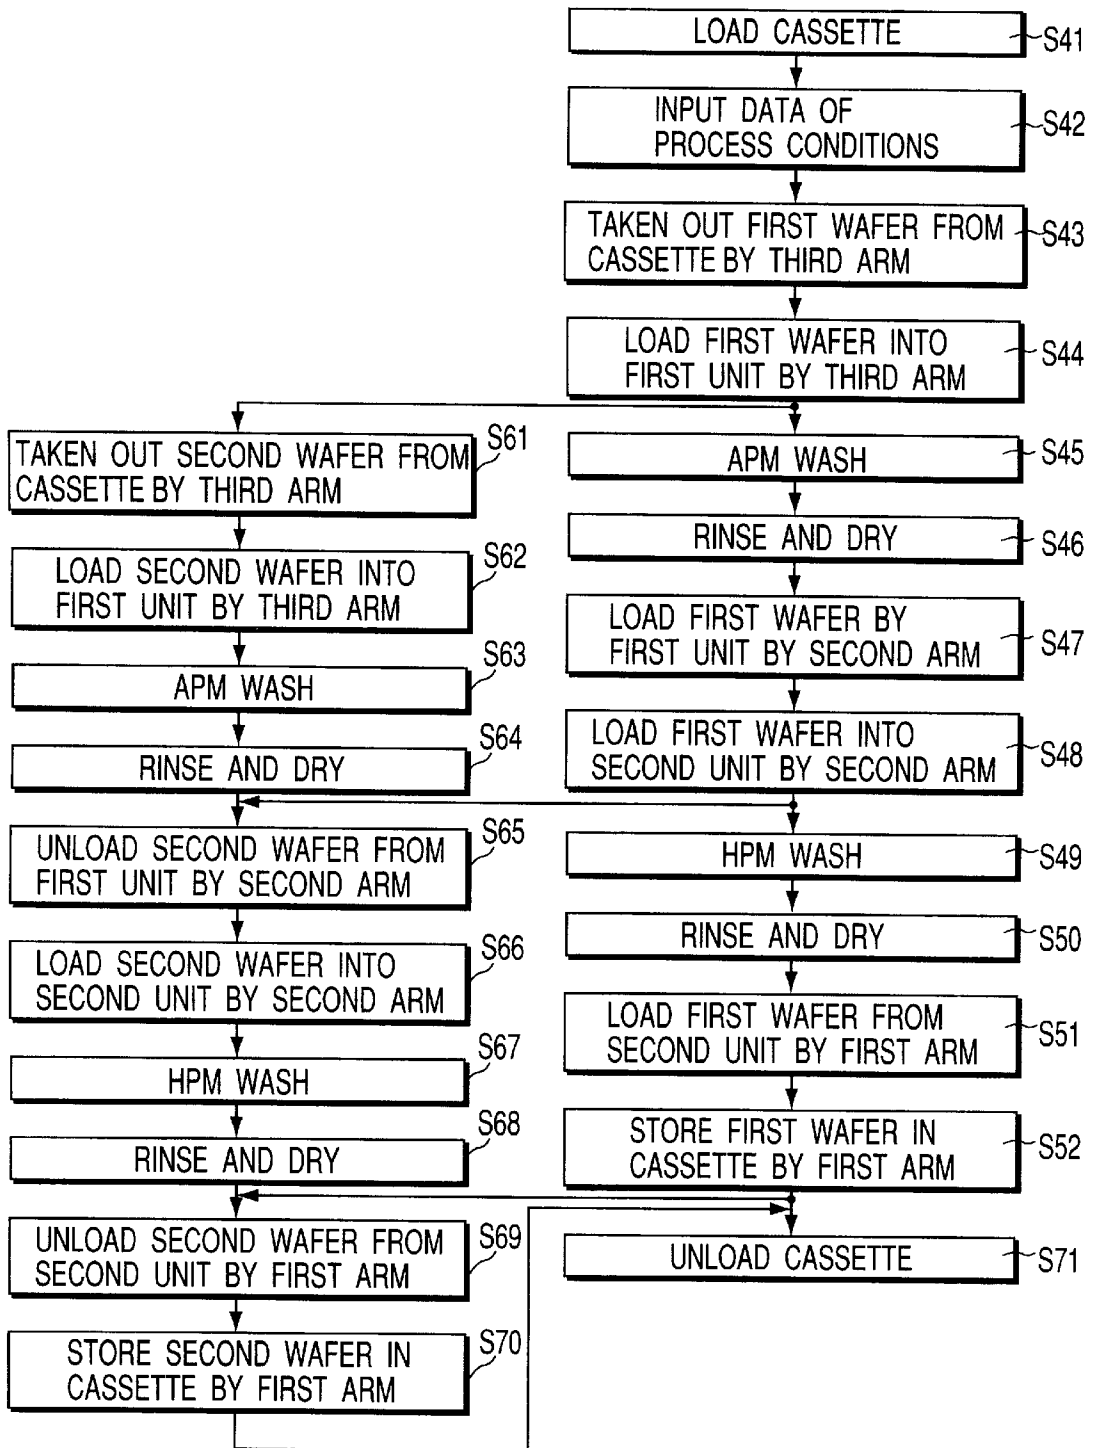 LOAD CASSETTE
S41
INPUT DATA OF
PROCESS CONDITIONS
S42
TAKEN OUT FIRST WAFER FROM
CASSETTE BY THIRD ARM
S43
LOAD FIRST WAFER INTO
FIRST UNIT BY THIRD ARM
S44
APM WASH
S45
RINSE AND DRY
S46
LOAD FIRST WAFER BY
FIRST UNIT BY SECOND ARM
S47
LOAD FIRST WAFER INTO
SECOND UNIT BY SECOND ARM
S48
HPM WASH
S49
RINSE AND DRY
S50
LOAD FIRST WAFER FROM
SECOND UNIT BY FIRST ARM
S51
STORE FIRST WAFER IN
CASSETTE BY FIRST ARM
S52
TAKEN OUT SECOND WAFER FROM
CASSETTE BY THIRD ARM
S61
LOAD SECOND WAFER INTO
FIRST UNIT BY THIRD ARM
S62
APM WASH
S63
RINSE AND DRY
S64
UNLOAD SECOND WAFER FROM
FIRST UNIT BY SECOND ARM
S65
LOAD SECOND WAFER INTO
SECOND UNIT BY SECOND ARM
S66
HPM WASH
S67
RINSE AND DRY
S68
UNLOAD SECOND WAFER FROM
SECOND UNIT BY FIRST ARM
S69
STORE SECOND WAFER IN
CASSETTE BY FIRST ARM
S70
UNLOAD CASSETTE
S71